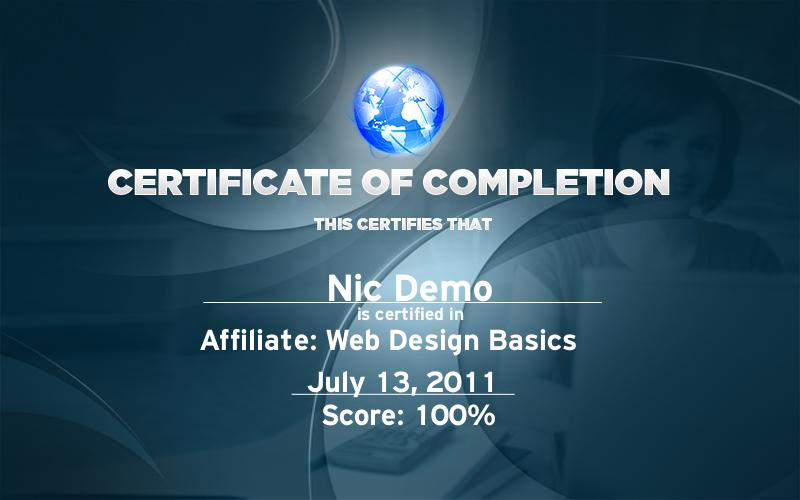 CERTIFICATE OF COMPLETION
THIS CERTIFIES THAT
Nic Demo
is certified in
Affiliate: Web Design Basics
July 13, 2011
Score: 100%